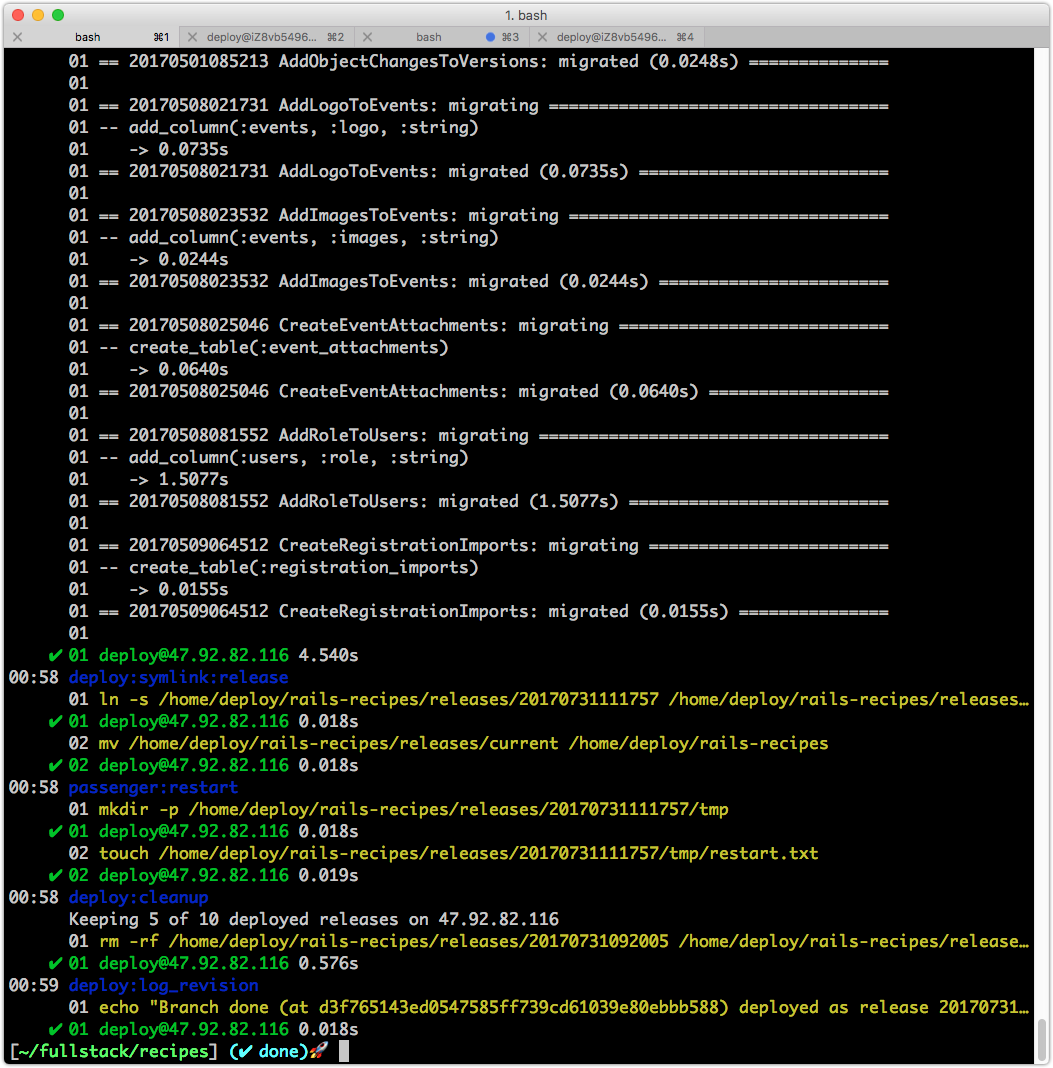 1. bash
bash ⌘1 deploy@iZ8vb5496... ⌘2 bash ⌘3 deploy@iZ8vb5496... ⌘4
01 == 20170501085213 AddObjectChangesToVersions: migrated (0.0248s) ==============
01
01 == 20170508021731 AddLogoToEvents: migrating ==================================
01 -- add_column(:events, :logo, :string)
01    -> 0.0735s
01 == 20170508021731 AddLogoToEvents: migrated (0.0735s) =========================
01
01 == 20170508023532 AddImagesToEvents: migrating ================================
01 -- add_column(:events, :images, :string)
01    -> 0.0244s
01 == 20170508023532 AddImagesToEvents: migrated (0.0244s) =======================
01
01 == 20170508025046 CreateEventAttachments: migrating ===========================
01 -- create_table(:event_attachments)
01    -> 0.0640s
01 == 20170508025046 CreateEventAttachments: migrated (0.0640s) ==================
01
01 == 20170508081552 AddRoleToUsers: migrating ===================================
01 -- add_column(:users, :role, :string)
01    -> 1.5077s
01 == 20170508081552 AddRoleToUsers: migrated (1.5077s) ==========================
01
01 == 20170509064512 CreateRegistrationImports: migrating ========================
01 -- create_table(:registration_imports)
01    -> 0.0155s
01 == 20170509064512 CreateRegistrationImports: migrated (0.0155s) ===============
01
✔ 01 deploy@47.92.82.116 4.540s
00:58 deploy:symlink:release
01 ln -s /home/deploy/rails-recipes/releases/20170731111757 /home/deploy/rails-recipes/releases…
✔ 01 deploy@47.92.82.116 0.018s
02 mv /home/deploy/rails-recipes/releases/current /home/deploy/rails-recipes
✔ 02 deploy@47.92.82.116 0.018s
00:58 passenger:restart
01 mkdir -p /home/deploy/rails-recipes/releases/20170731111757/tmp
✔ 01 deploy@47.92.82.116 0.018s
02 touch /home/deploy/rails-recipes/releases/20170731111757/tmp/restart.txt
✔ 02 deploy@47.92.82.116 0.019s
00:58 deploy:cleanup
Keeping 5 of 10 deployed releases on 47.92.82.116
01 rm -rf /home/deploy/rails-recipes/releases/20170731092005 /home/deploy/rails-recipes/release…
✔ 01 deploy@47.92.82.116 0.576s
00:59 deploy:log_revision
01 echo "Branch done (at d3f765143ed0547585ff739cd61039e80ebbb588) deployed as release 20170731…
✔ 01 deploy@47.92.82.116 0.018s
[~/fullstack/recipes] (✔ done)🚀